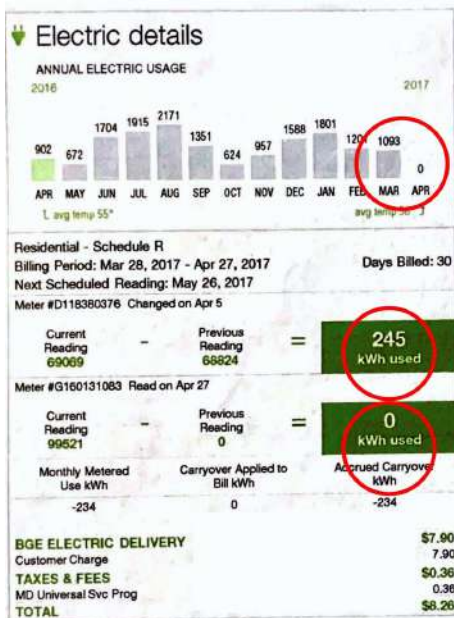 Electric details
ANNUAL ELECTRIC USAGE
2016 2017
902 672 1704 1915 2171 1351 624 957 1588 1801 1093 0
APR MAY JUN JUL AUG SEP OCT NOV DEC JAN FEB MAR APR
avg temp 55° avg temp
Residential - Schedule R
Billing Period: Mar 28, 2017 - Apr 27, 2017 Days Billed: 30
Next Scheduled Reading: May 26, 2017
Meter #D118380376 Changed on Apr 5
Current Reading 69069 - Previous Reading 68824 = 245 kWh used
Meter #G160131083 Read on Apr 27
Current Reading 99521 - Previous Reading 0 = 0 kWh used
Monthly Metered Use kWh Carryover Applied to Bill kWh Accrued Carryover kWh
-234 0 -234
BGE ELECTRIC DELIVERY $7.90
Customer Charge 7.90
TAXES & FEES $0.36
MD Universal Svc Prog 0.36
TOTAL $8.26